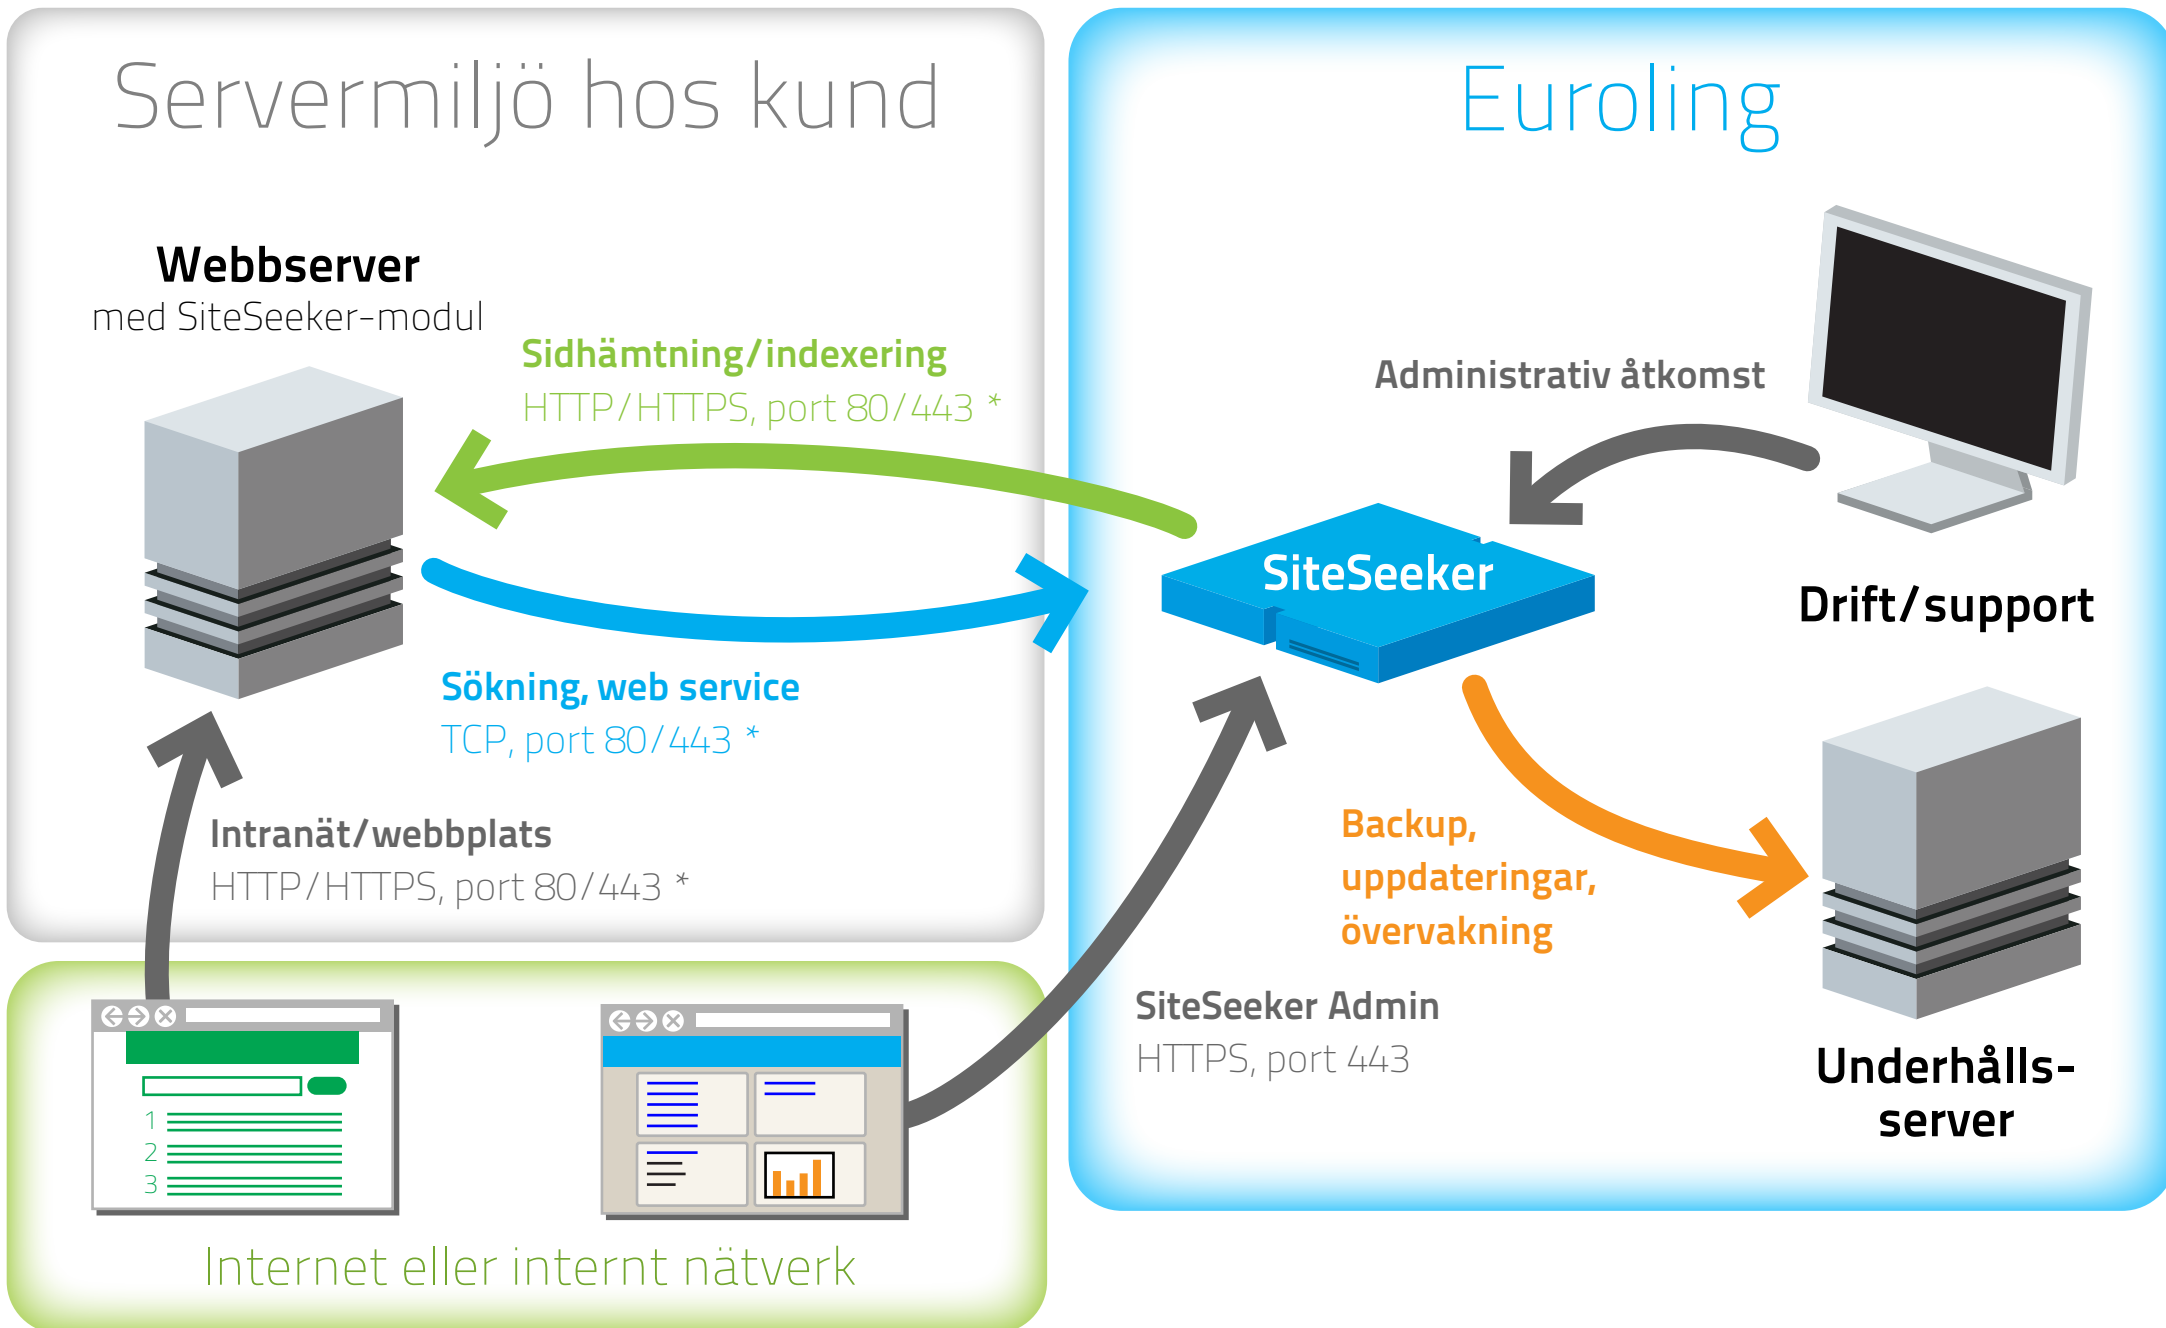 Servermiljö hos kund
Webbserver
med SiteSeeker-modul
Sidhämtning/indexering
HTTP/HTTPS, port 80/443 *
Sökning, web service
TCP, port 80/443 *
Intranät/webbplats
HTTP/HTTPS, port 80/443 *
1
2
3
Internet eller internt nätverk
Euroling
Administrativ åtkomst
SiteSeeker
Drift/support
Backup,
uppdateringar,
övervakning
SiteSeeker Admin
HTTPS, port 443
Underhålls-
server